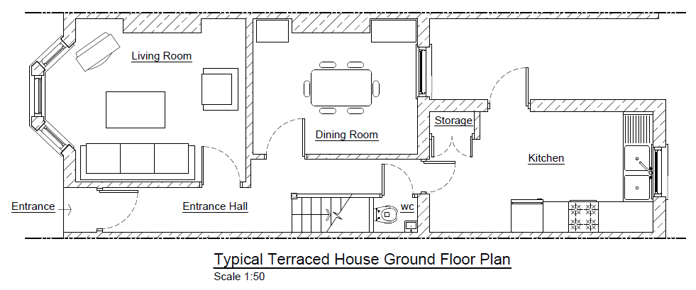 Living Room
Storage
Dining Room
Kitchen
Entrance
Entrance Hall
WC
Typical Terraced House Ground Floor Plan
Scale 1:50